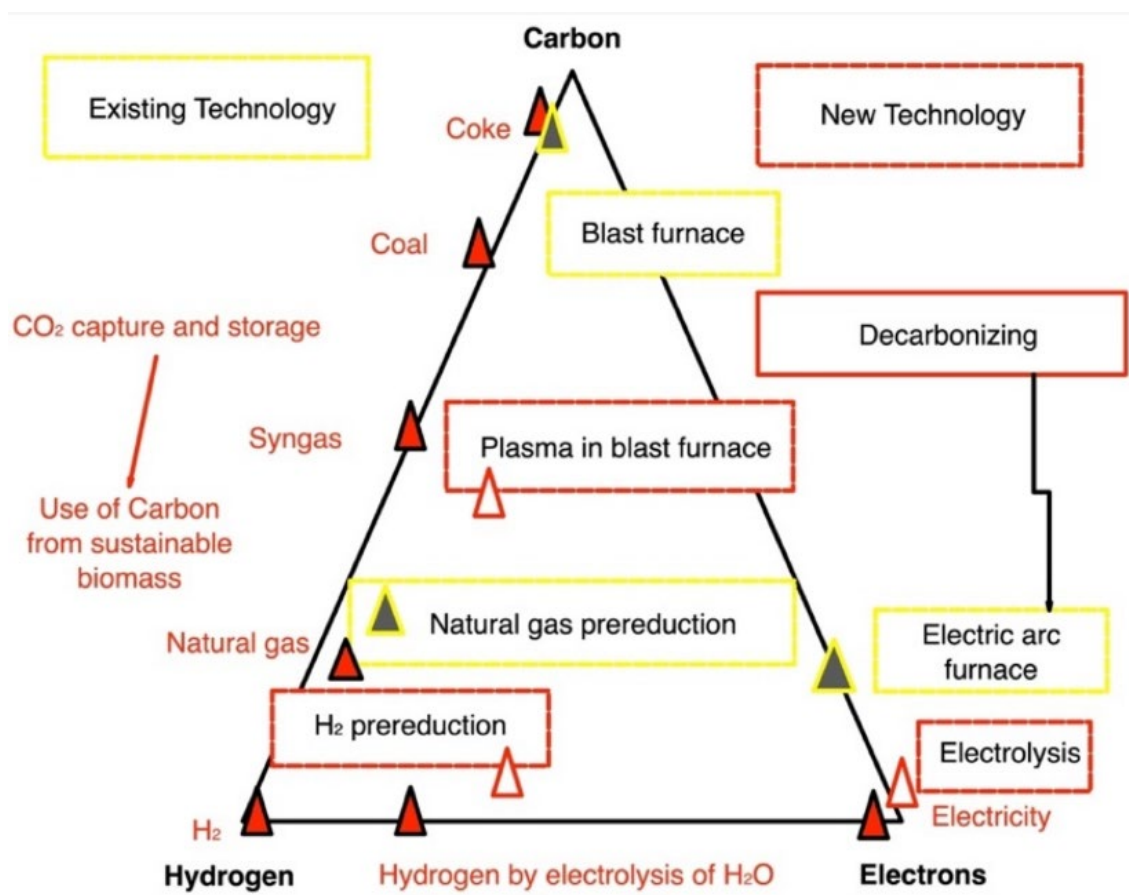 Carbon
Existing Technology
New Technology
Coke
Blast furnace
Coal
CO₂ capture and storage
Decarbonizing
Syngas
Plasma in blast furnace
Use of Carbon
from sustainable
biomass
Natural gas
Natural gas prereduction
Electric arc
furnace
H₂ prereduction
Electrolysis
H₂
Electricity
Hydrogen
Hydrogen by electrolysis of H₂O
Electrons